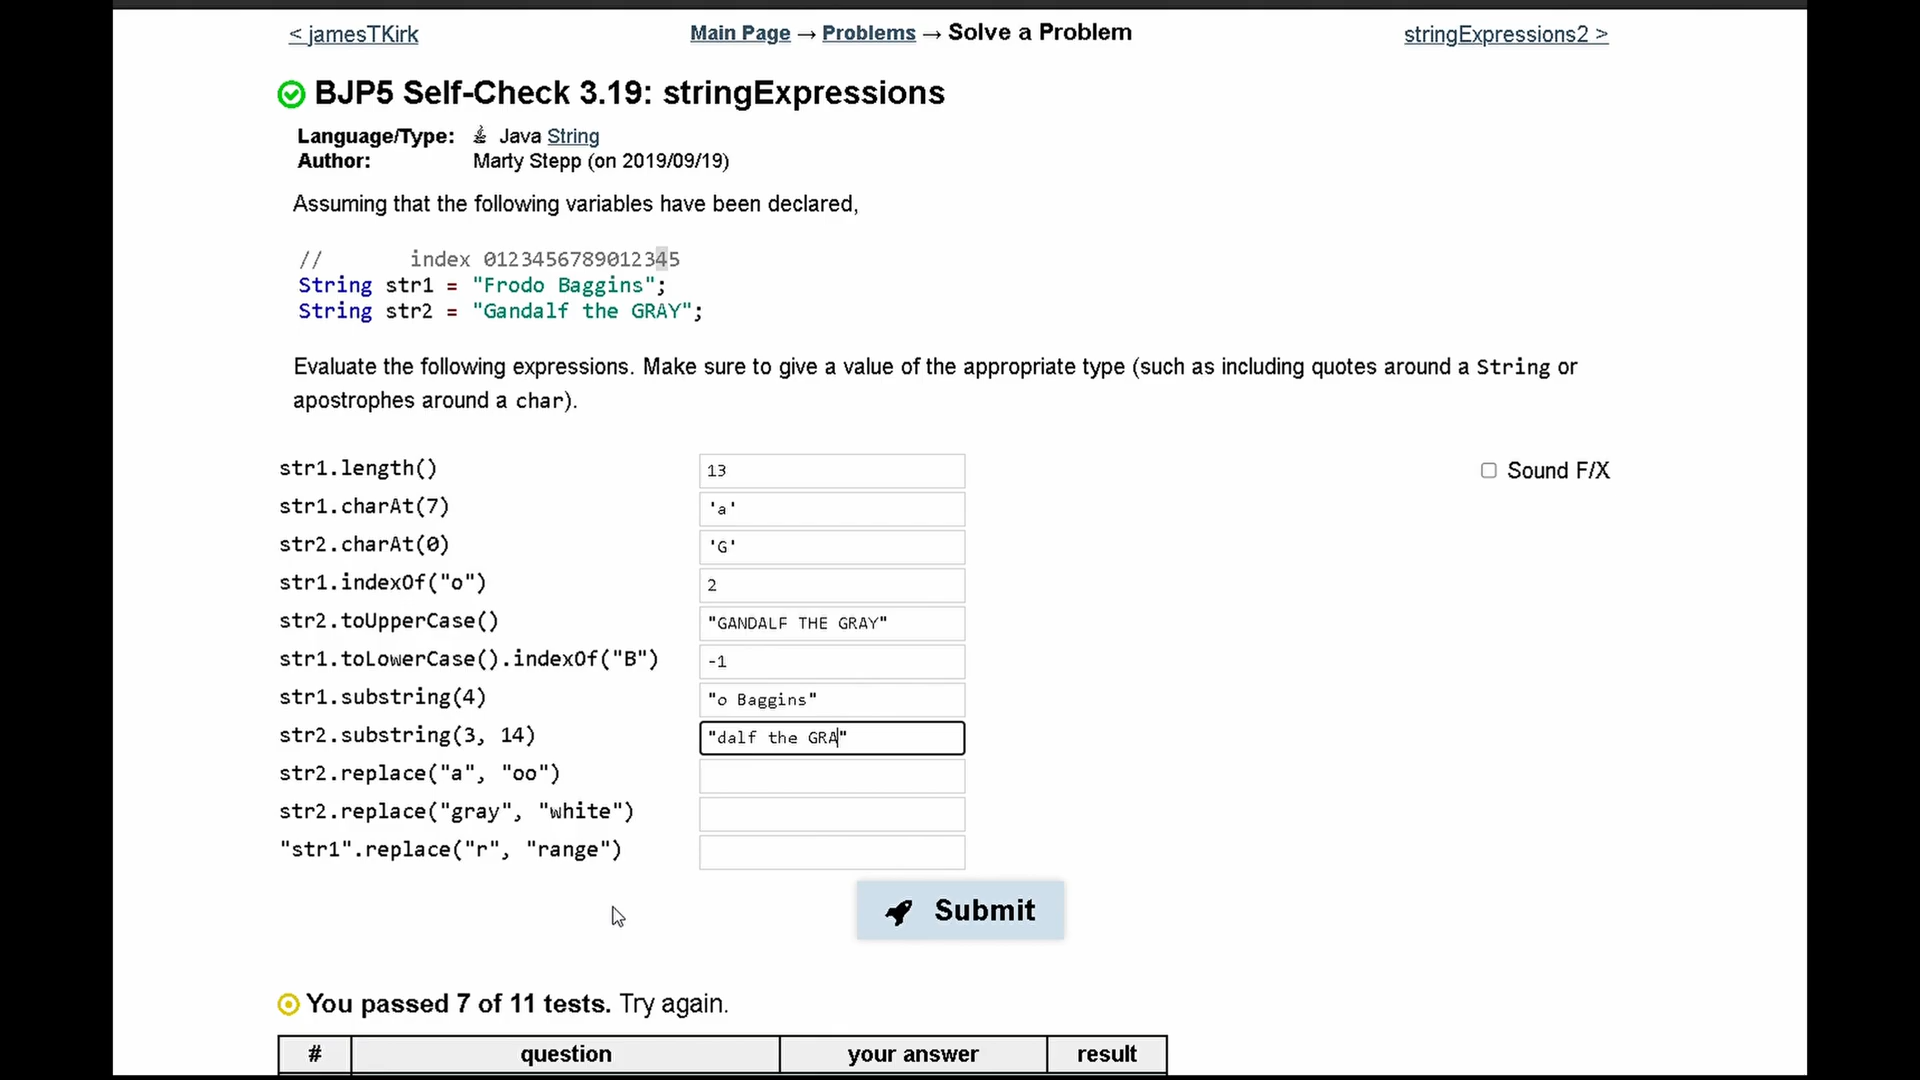 < jamesTKirk
Main Page → Problems → Solve a Problem
stringExpressions2 >
BJP5 Self-Check 3.19: stringExpressions
Language/Type: Java String
Author: Marty Stepp (on 2019/09/19)
Assuming that the following variables have been declared,
// index 0123456789012345
String str1 = "Frodo Baggins";
String str2 = "Gandalf the GRAY";
Evaluate the following expressions. Make sure to give a value of the appropriate type (such as including quotes around a String or
apostrophes around a char).
str1.length() 13
Sound F/X
str1.charAt(7) 'a'
str2.charAt(0) 'G'
str1.indexOf("o") 2
str2.toUpperCase() "GANDALF THE GRAY"
str1.toLowerCase().indexOf("B") -1
str1.substring(4) "o Baggins"
str2.substring(3, 14) "dalf the GRA"
str2.replace("a", "oo")
str2.replace("gray", "white")
"str1".replace("r", "range")
Submit
You passed 7 of 11 tests. Try again.
# question your answer result